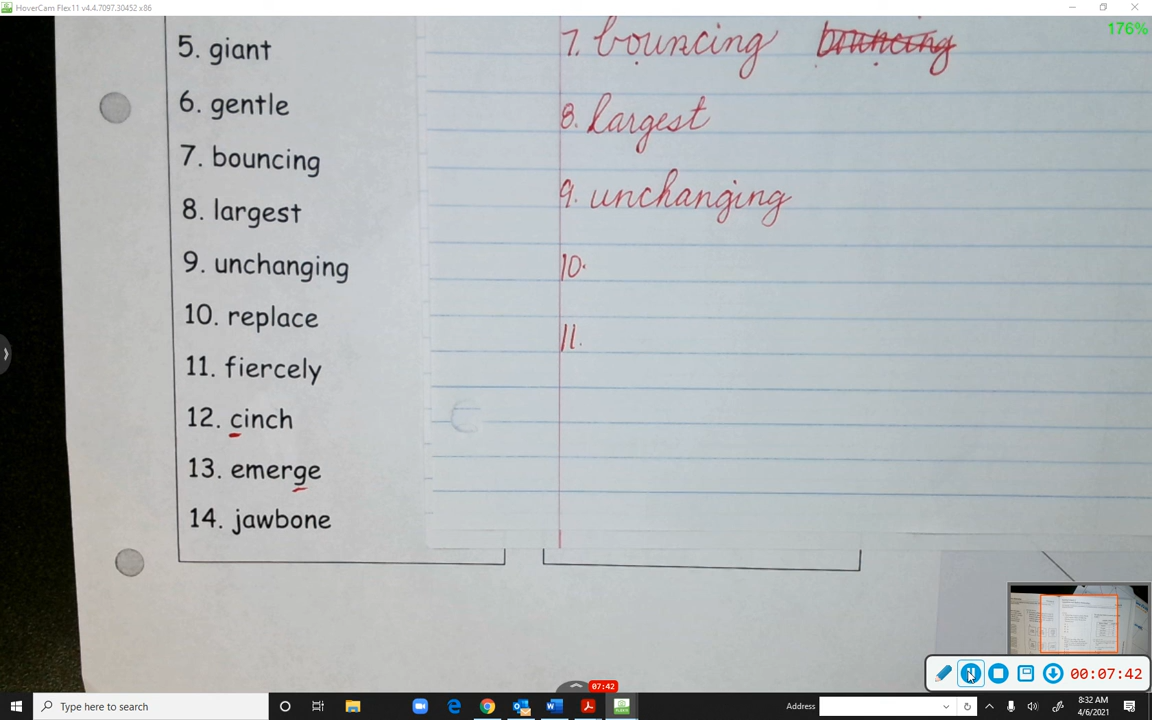 HoverCam Flex11 v4.4.7097.30452 x86
176%
5. giant
6. gentle
7. bouncing
8. largest
9. unchanging
10. replace
11. fiercely
12. cinch
13. emerge
14. jawbone
7. bouncing bouncing
8. largest
9. unchanging
10.
11.
00:07:42
07:42
Type here to search
Address
8:32 AM
4/6/2021